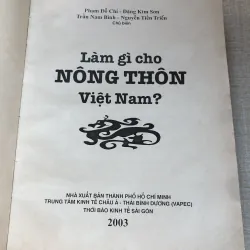 Phạm Đỗ Chí - Đặng Kim Sơn
Trần Nam Bình - Nguyễn Tiến Triển
Chủ biên
Làm gì cho
NÔNG THÔN
Việt Nam?
NHÀ XUẤT BẢN THÀNH PHỐ HỒ CHÍ MINH
TRUNG TÂM KINH TẾ CHÂU Á - THÁI BÌNH DƯƠNG (VAPEC)
THỜI BÁO KINH TẾ SÀI GÒN
2003